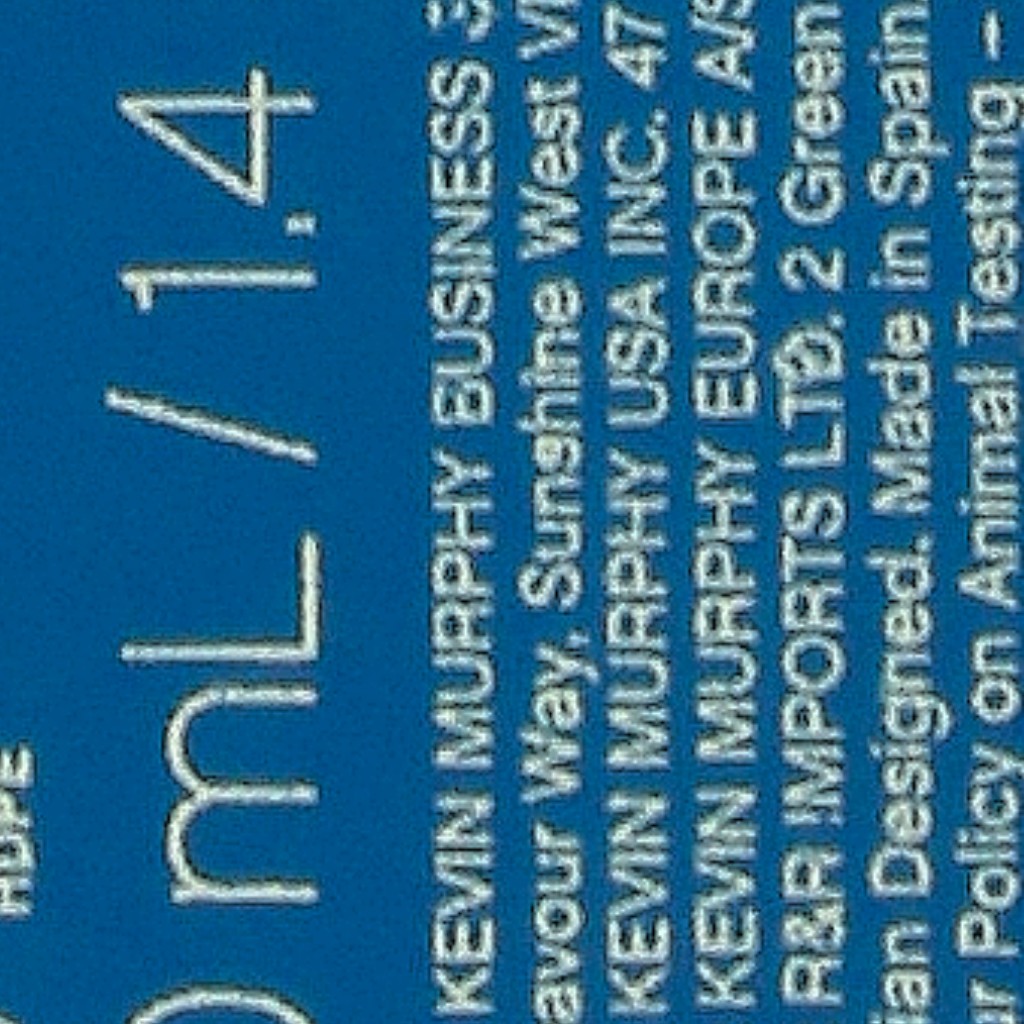 HDPE
mL / 1.4
KEVIN MURPHY BUSINESS
avour Way, Sunshine West
KEVIN MURPHY USA INC. 47
KEVIN MURPHY EUROPE A/S
R&R IMPORTS LTD. 2 Green
ian Designed. Made in Spain.
ur Policy on Animal Testing –